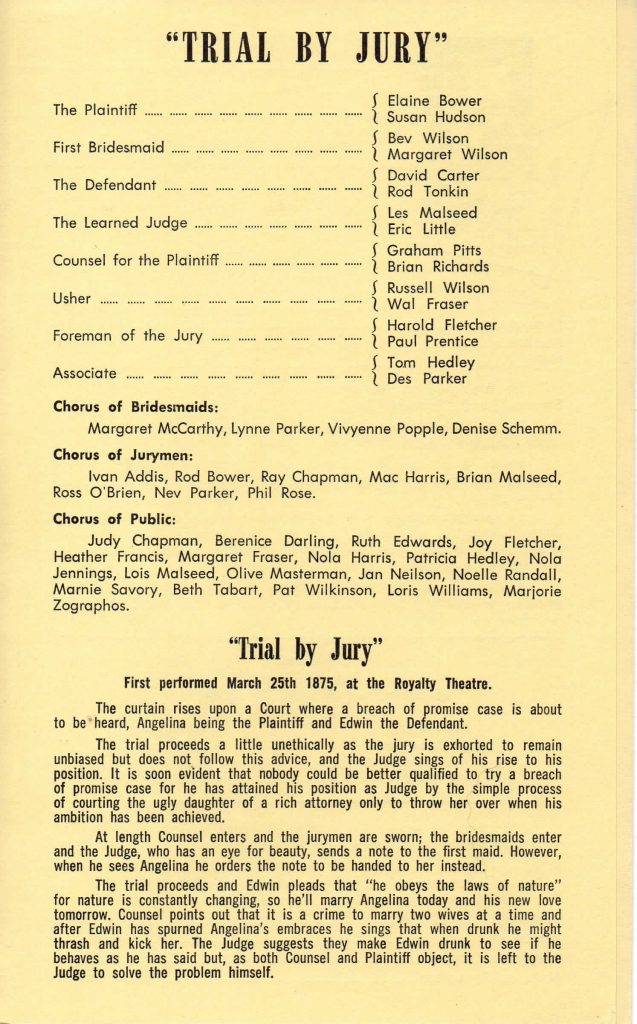 "TRIAL BY JURY"
The Plaintiff ...... ...... ...... ...... ...... ...... ...... ...... ...... { Elaine Bower
Susan Hudson
First Bridesmaid ...... ...... ...... ...... ...... ...... ...... ...... { Bev Wilson
Margaret Wilson
The Defendant ...... ...... ...... ...... ...... ...... ...... ...... { David Carter
Rod Tonkin
The Learned Judge ...... ...... ...... ...... ...... ...... ...... { Les Malseed
Eric Little
Counsel for the Plaintiff ...... ...... ...... ...... ...... ...... { Graham Pitts
Brian Richards
Usher ...... ...... ...... ...... ...... ...... ...... ...... ...... ...... ...... { Russell Wilson
Wal Fraser
Foreman of the Jury ...... ...... ...... ...... ...... ...... ...... { Harold Fletcher
Paul Prentice
Associate ...... ...... ...... ...... ...... ...... ...... ...... ...... ...... { Tom Hedley
Des Parker
Chorus of Bridesmaids:
Margaret McCarthy, Lynne Parker, Vivyenne Popple, Denise Schemm.
Chorus of Jurymen:
Ivan Addis, Rod Bower, Ray Chapman, Mac Harris, Brian Malseed,
Ross O'Brien, Nev Parker, Phil Rose.
Chorus of Public:
Judy Chapman, Berenice Darling, Ruth Edwards, Joy Fletcher,
Heather Francis, Margaret Fraser, Nola Harris, Patricia Hedley, Nola
Jennings, Lois Malseed, Olive Masterman, Jan Neilson, Noelle Randall,
Marnie Savory, Beth Tabart, Pat Wilkinson, Loris Williams, Marjorie
Zographos.
"Trial by Jury"
First performed March 25th 1875, at the Royalty Theatre.
The curtain rises upon a Court where a breach of promise case is about
to be heard, Angelina being the Plaintiff and Edwin the Defendant.
The trial proceeds a little unethically as the jury is exhorted to remain
unbiased but does not follow this advice, and the Judge sings of his rise to his
position. It is soon evident that nobody could be better qualified to try a breach
of promise case for he has attained his position as Judge by the simple process
of courting the ugly daughter of a rich attorney only to throw her over when his
ambition has been achieved.
At length Counsel enters and the jurymen are sworn; the bridesmaids enter
and the Judge, who has an eye for beauty, sends a note to the first maid. However,
when he sees Angelina he orders the note to be handed to her instead.
The trial proceeds and Edwin pleads that "he obeys the laws of nature"
for nature is constantly changing, so he'll marry Angelina today and his new love
tomorrow. Counsel points out that it is a crime to marry two wives at a time and
after Edwin has spurned Angelina's embraces he sings that when drunk he might
thrash and kick her. The Judge suggests they make Edwin drunk to see if he
behaves as he has said but, as both Counsel and Plaintiff object, it is left to the
Judge to solve the problem himself.